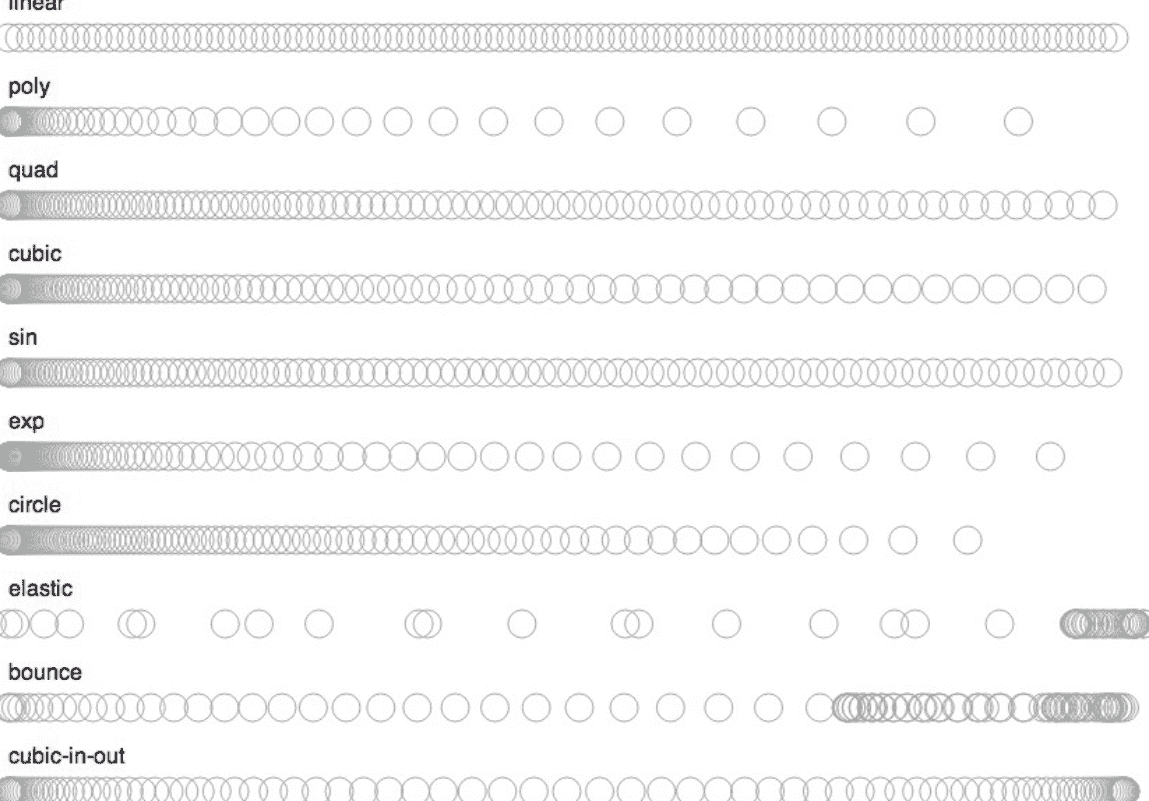 linear
poly
quad
cubic
sin
exp
circle
elastic
bounce
cubic-in-out